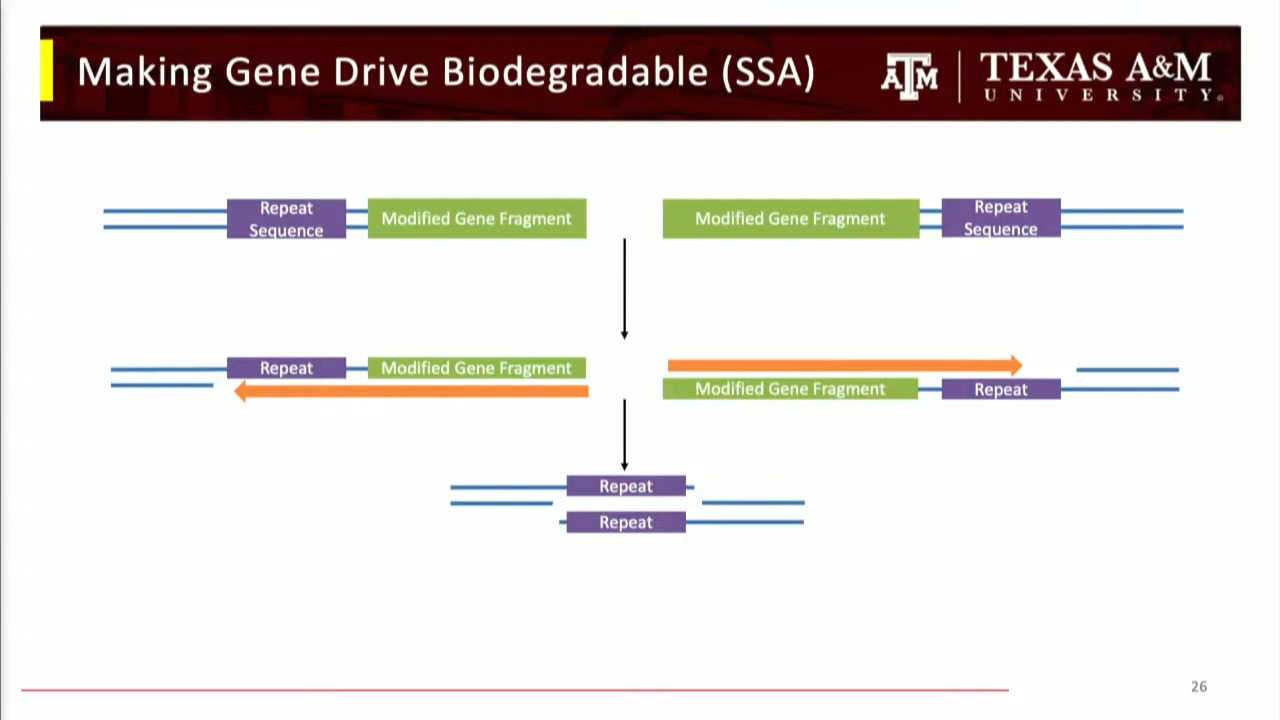 Making Gene Drive Biodegradable (SSA)
ATM
TEXAS A&M
UNIVERSITY®
Repeat
Sequence
Modified Gene Fragment
Modified Gene Fragment
Repeat
Sequence
Repeat
Modified Gene Fragment
Modified Gene Fragment
Repeat
Repeat
Repeat
26